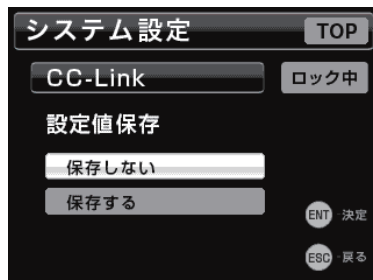 システム設定 TOP
CC-Link ロック中
設定値保存
保存しない
保存する
ENT 決定
ESC 戻る